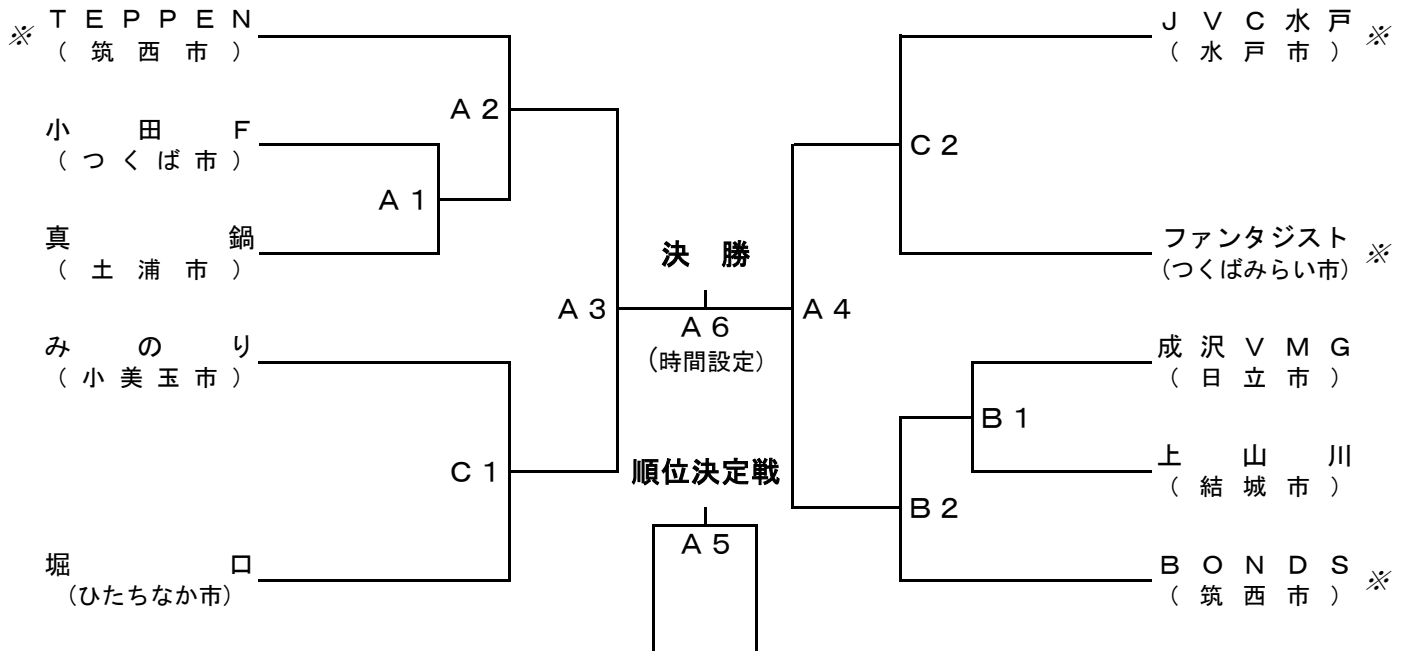 ※ ＴＥＰＰＥＮ
（筑西市）
Ａ２
小田Ｆ
（つくば市）
Ａ１
真鍋
（土浦市）
Ａ３
みのり
（小美玉市）
Ｃ１
堀口
（ひたちなか市）
決勝
Ａ６
（時間設定）
順位決定戦
Ａ５
ＪＶＣ水戸 ※
（水戸市）
Ｃ２
ファンタジスト ※
（つくばみらい市）
Ａ４
成沢ＶＭＧ
（日立市）
Ｂ１
上山川
（結城市）
Ｂ２
ＢＯＮＤＳ ※
（筑西市）